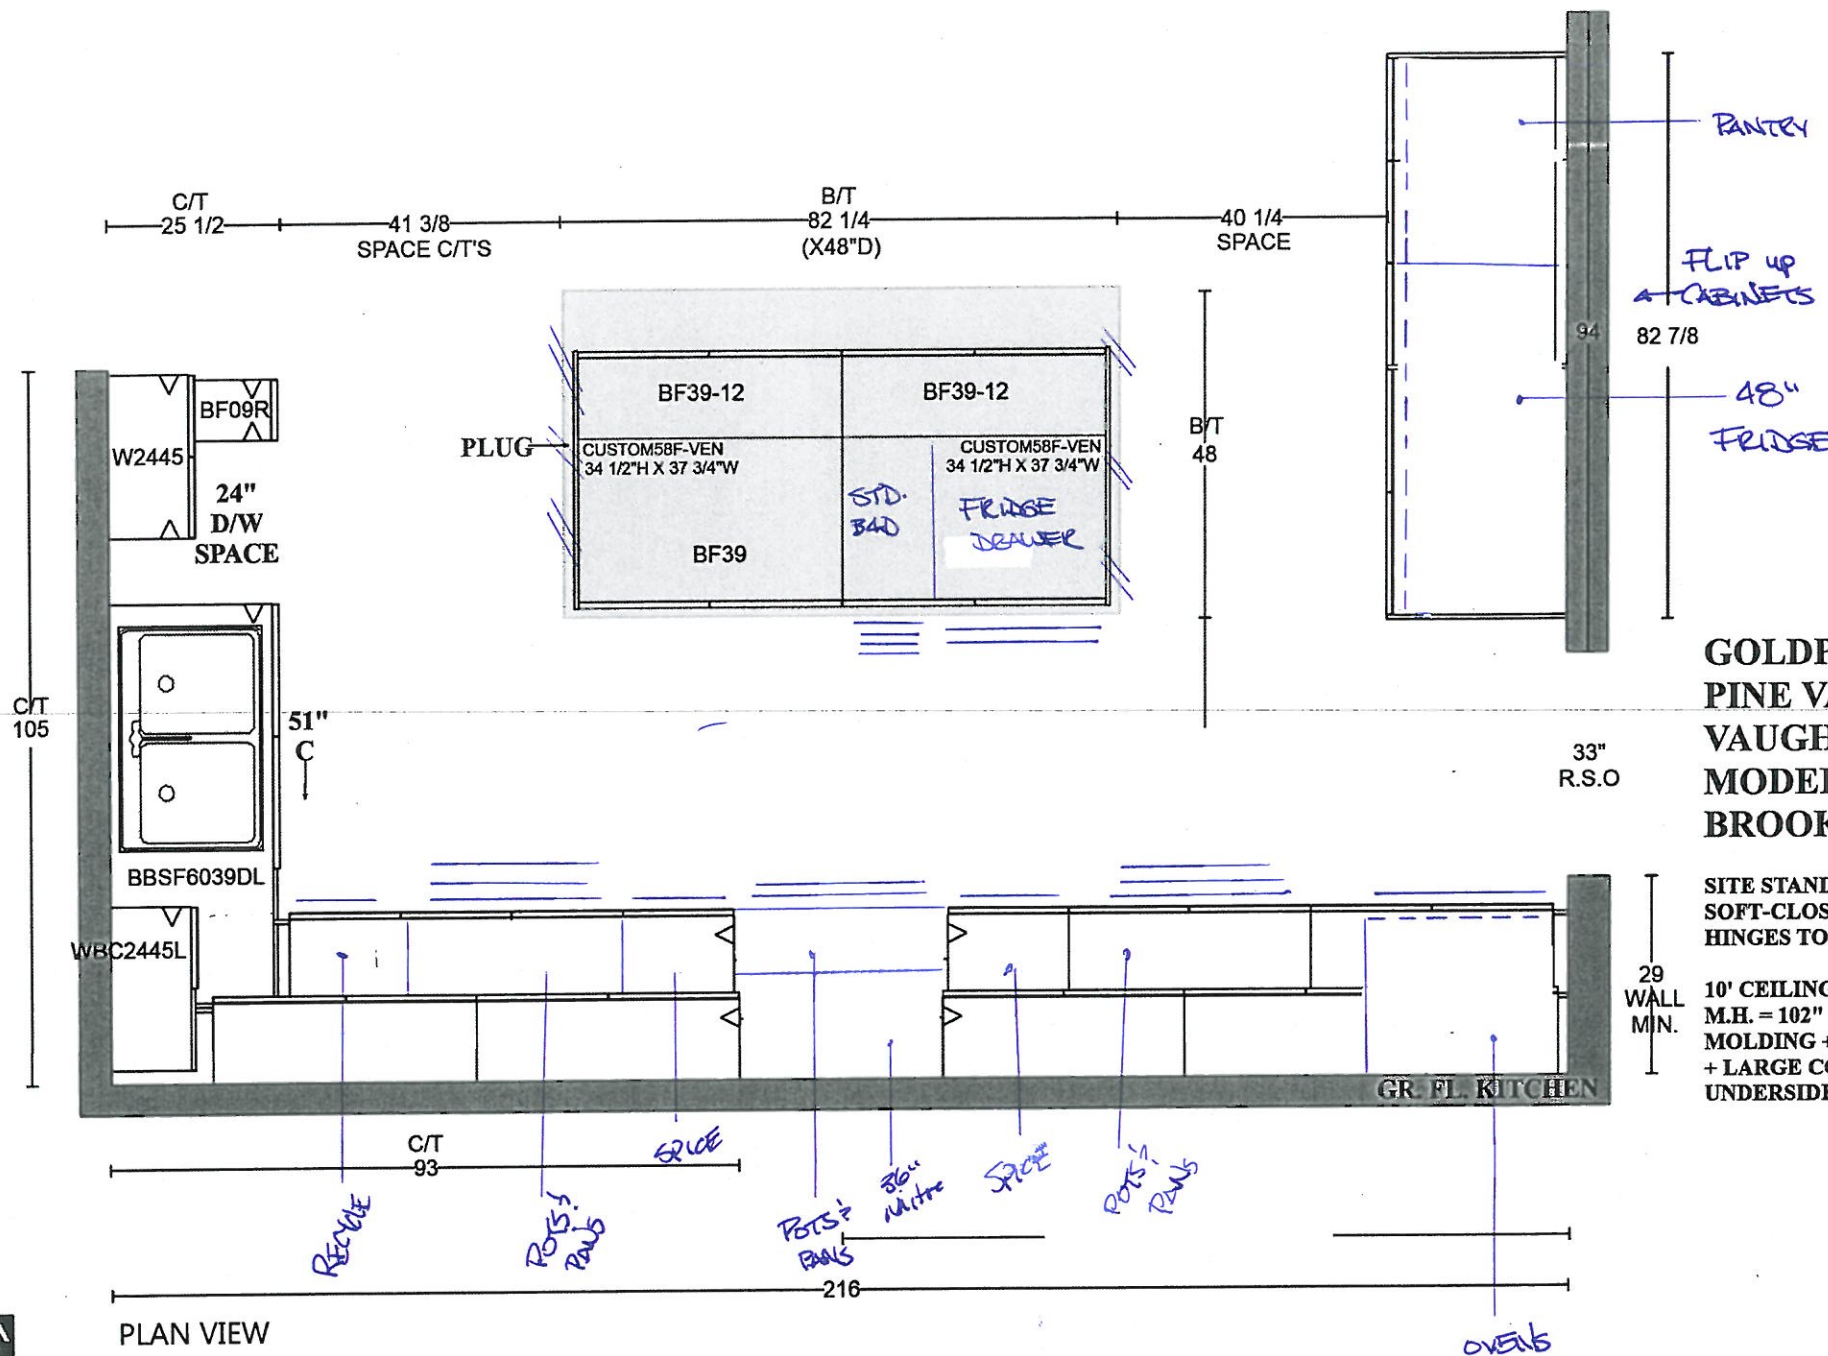 PANTRY
C/T
25 1/2
41 3/8
SPACE C/T'S
B/T
82 1/4
(X48"D)
40 1/4
SPACE
FLIP up
CABINETS
94
82 7/8
48"
FRIDGE
BF39-12
BF39-12
BF09R
W2445
PLUG
CUSTOM58F-VEN
34 1/2"H X 37 3/4"W
CUSTOM58F-VEN
34 1/2"H X 37 3/4"W
B/T
48
24"
D/W
SPACE
STD.
FRIDGE
DRAWER
BF39
C/T
105
51"
C
33"
R.S.O
GOLDP
PINE VA
VAUGH
MODEL
BROOK
BBSF6039DL
WBC2445L
SITE STAND
SOFT-CLOS
HINGES TO
29
WALL
MIN.
10' CEILING
M.H. = 102"
MOLDING +
+ LARGE CO
UNDERSIDE
GR. FL. KITCHEN
C/T
93
RECYCLE
POTS &
PANS
SPICE
POTS &
PANS
36"
SPICE
POTS &
PANS
216
OVENS
PLAN VIEW